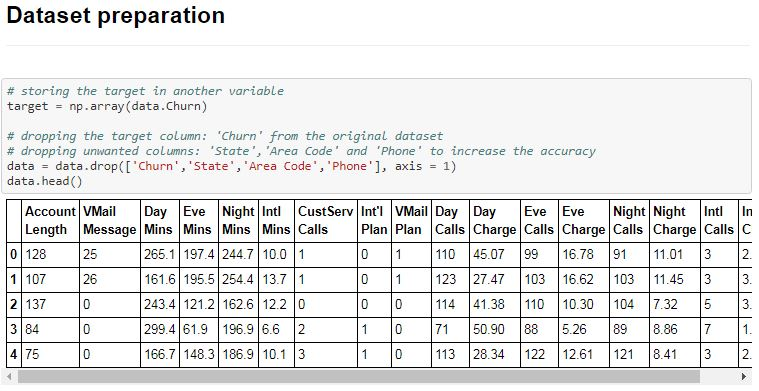 Dataset preparation
# storing the target in another variable
target = np.array(data.Churn)
# dropping the target column: 'Churn' from the original dataset
# dropping unwanted columns: 'State','Area Code' and 'Phone' to increase the accuracy
data = data.drop(['Churn','State','Area Code','Phone'], axis = 1)
data.head()
Account VMail Day Eve Night Intl CustServ Int'l VMail Day Day Eve Eve Night Night Intl In
Length Message Mins Mins Mins Mins Calls Plan Plan Calls Charge Calls Charge Calls Charge Calls C
0 128 25 265.1 197.4 244.7 10.0 1 0 1 110 45.07 99 16.78 91 11.01 3 2.
1 107 26 161.6 195.5 254.4 13.7 1 0 1 123 27.47 103 16.62 103 11.45 3 3.
2 137 0 243.4 121.2 162.6 12.2 0 0 0 114 41.38 110 10.30 104 7.32 5 3.
3 84 0 299.4 61.9 196.9 6.6 2 1 0 71 50.90 88 5.26 89 8.86 7 1.
4 75 0 166.7 148.3 186.9 10.1 3 1 0 113 28.34 122 12.61 121 8.41 3 2.